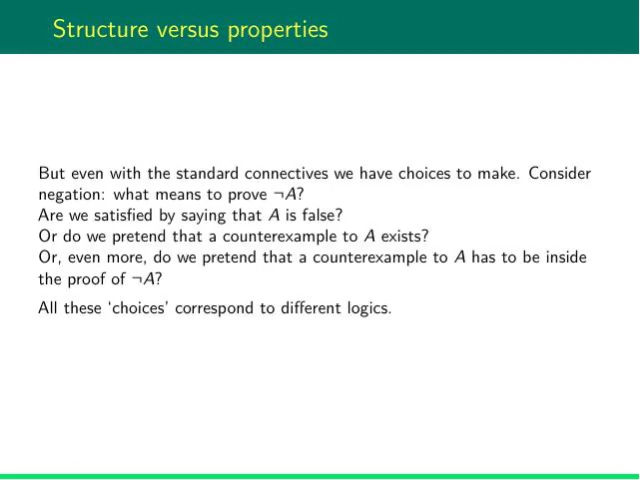 Structure versus properties
But even with the standard connectives we have choices to make. Consider
negation: what means to prove ¬A?
Are we satisfied by saying that A is false?
Or do we pretend that a counterexample to A exists?
Or, even more, do we pretend that a counterexample to A has to be inside
the proof of ¬A?
All these ‘choices’ correspond to different logics.